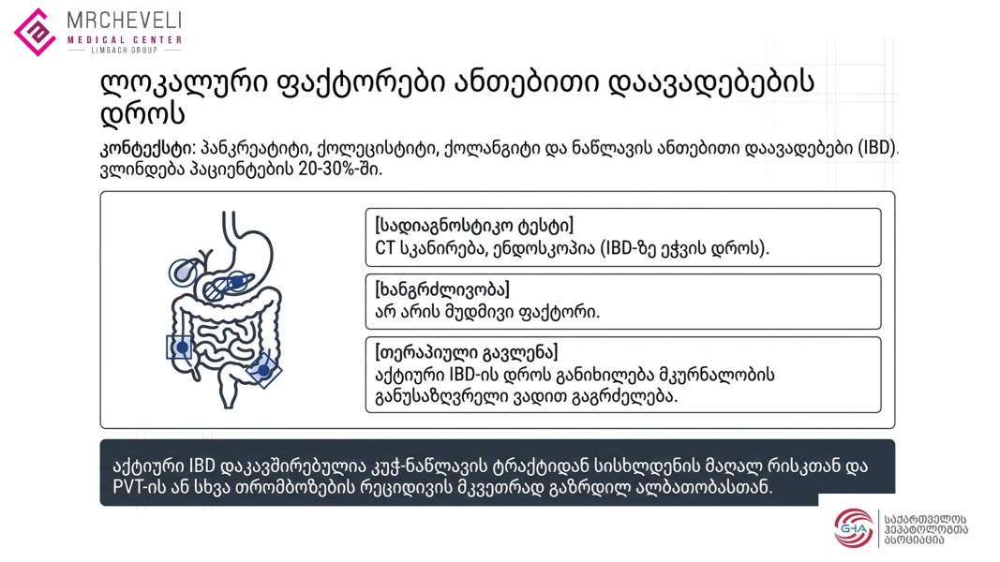 MRCHEVELI
MEDICAL CENTER
LIMBACH GROUP
ლოკალური ფაქტორები ანთებითი დაავადებების
დროს
კონტექსტი: პანკრეატიტი, ქოლეცისტიტი, ქოლანგიტი და ნაწლავის ანთებითი დაავადებები (IBD).
ვლინდება პაციენტების 20-30%-ში.
[სადიაგნოსტიკო ტესტი]
CT სკანირება, ენდოსკოპია (IBD-ზე ეჭვის დროს).
[ხანგრძლივობა]
არ არის მუდმივი ფაქტორი.
[თერაპიული გავლენა]
აქტიური IBD-ის დროს განიხილება მკურნალობის
განუსაზღვრელი ვადით გაგრძელება.
აქტიური IBD დაკავშირებულია კუჭ-ნაწლავის ტრაქტიდან სისხლდენის მაღალ რისკთან და
PVT-ის ან სხვა თრომბოზების რეციდივის მკვეთრად გაზრდილ ალბათობასთან.
GHA
საქართველოს
ჰეპატოლოგთა
ასოციაცია